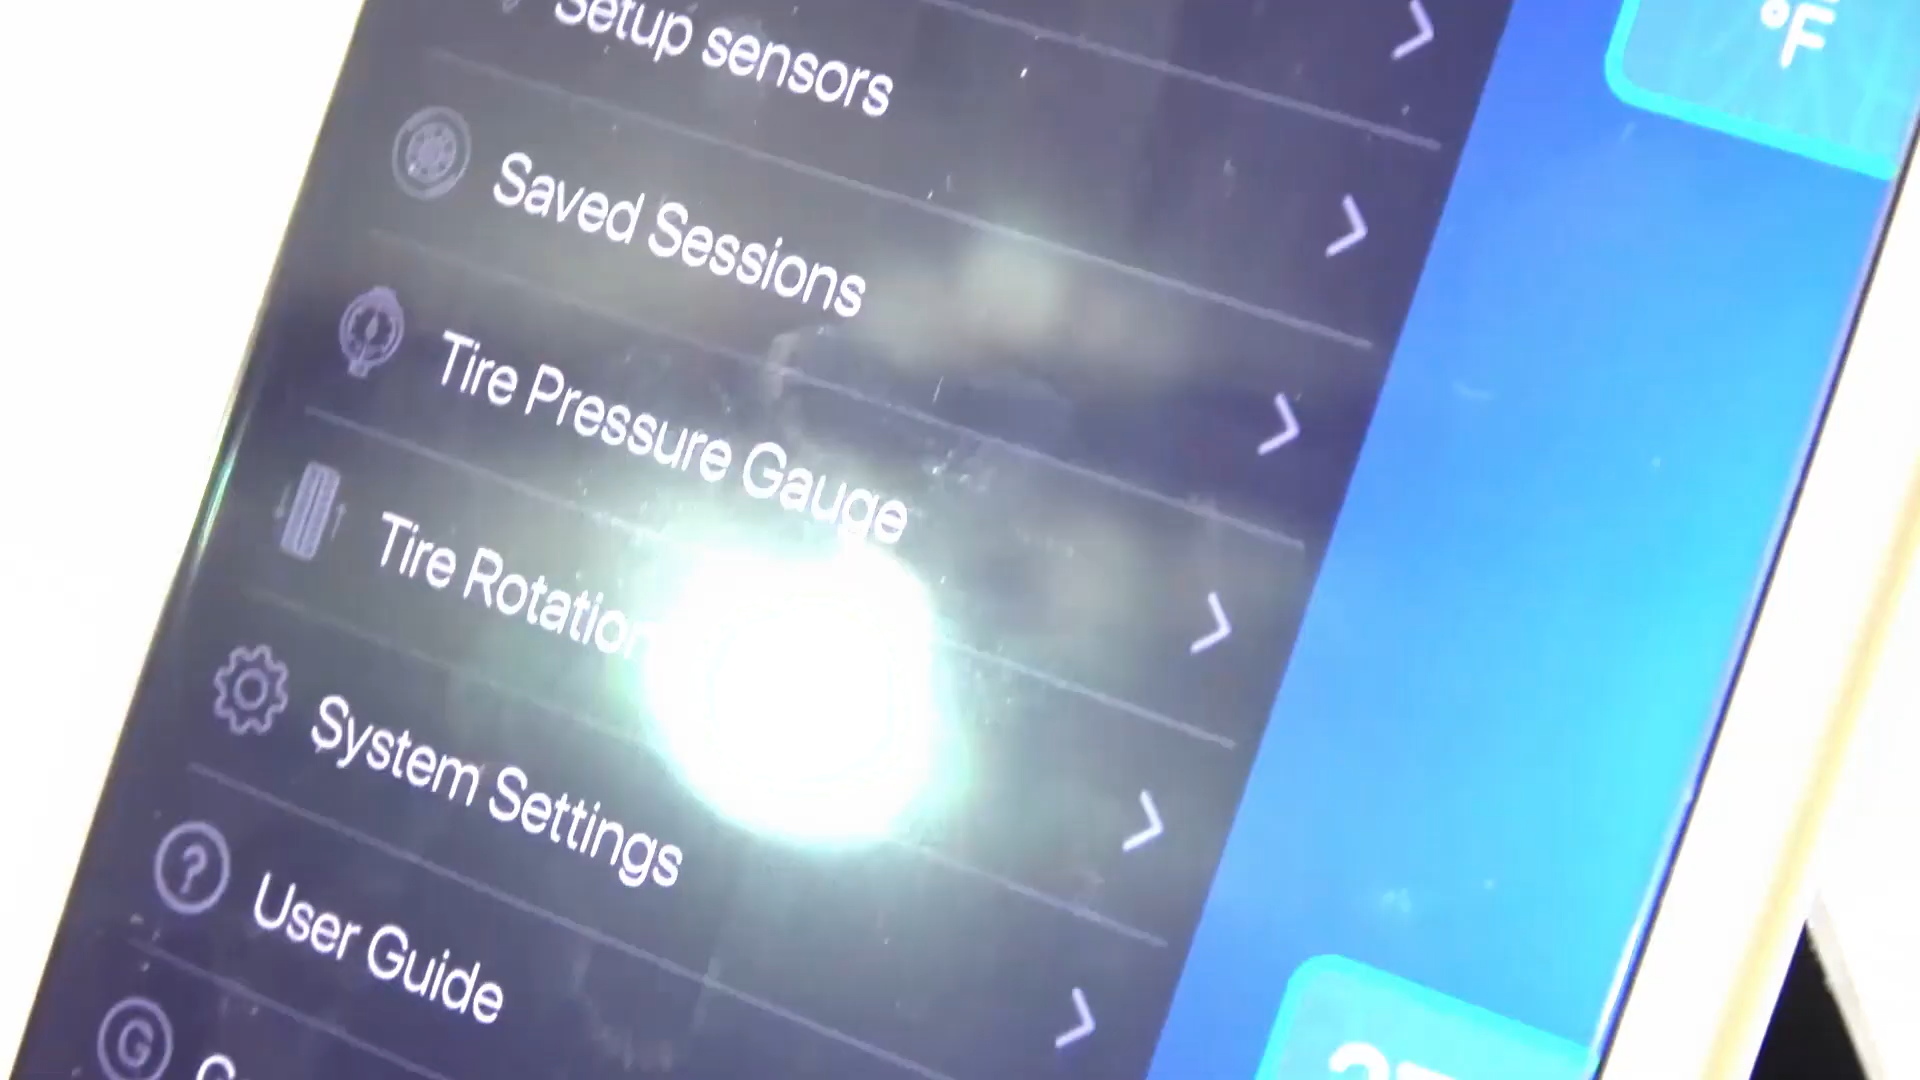 °F
Setup sensors
Saved Sessions
Tire Pressure Gauge
Tire Rotation
System Settings
?
User Guide
G